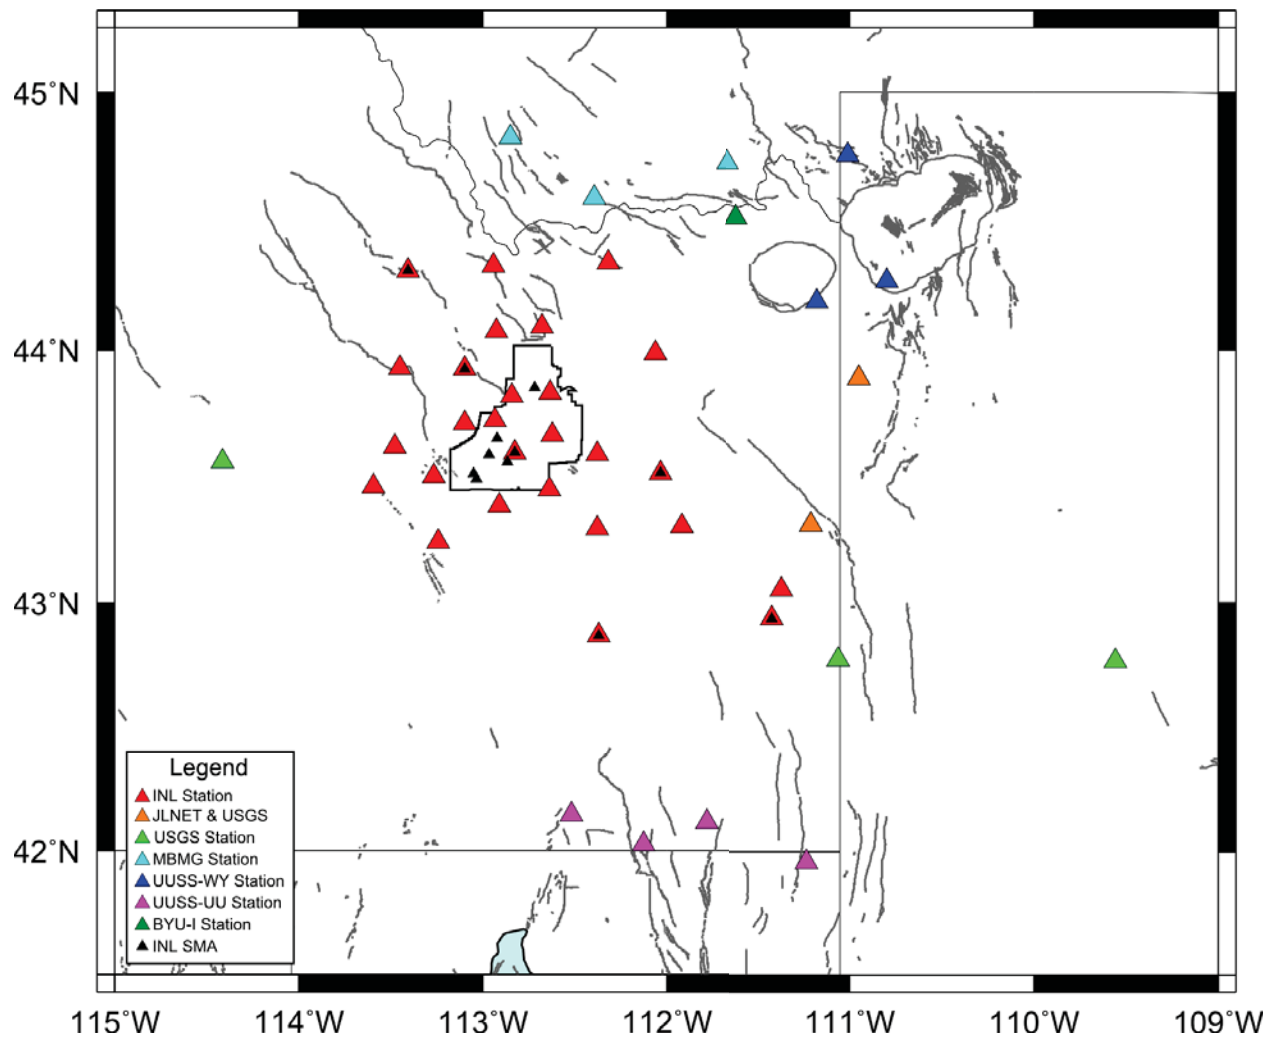 45°N
44°N
43°N
42°N
Legend
INL Station
JLNET & USGS
USGS Station
MBMG Station
UUSS-WY Station
UUSS-UU Station
BYU-I Station
INL SMA
115°W 114°W 113°W 112°W 111°W 110°W 109°W